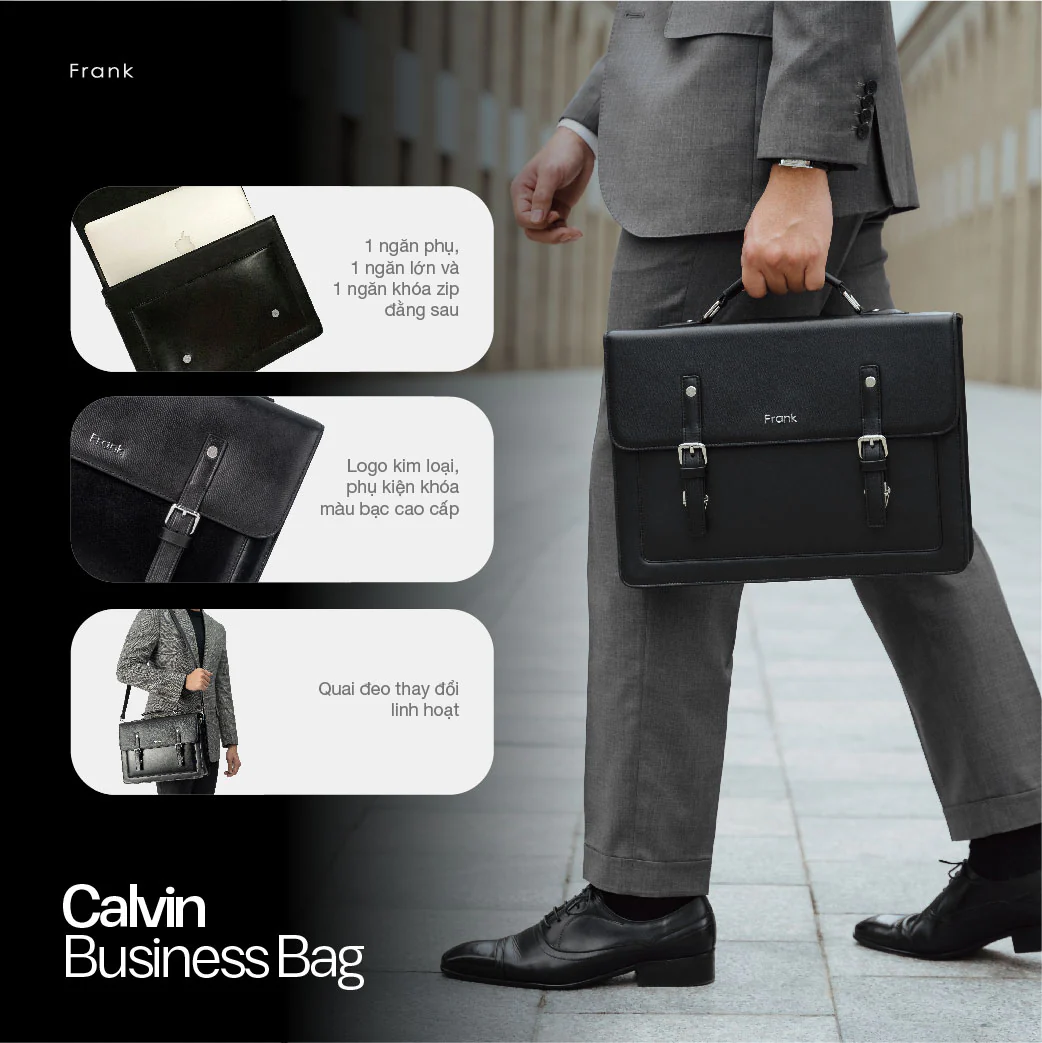 Frank
1 ngăn phụ,
1 ngăn lớn và
1 ngăn khóa zip
đằng sau
Frank
Logo kim loại,
phụ kiện khóa
màu bạc cao cấp
Quai đeo thay đổi
linh hoạt
Frank
Calvin
Business Bag